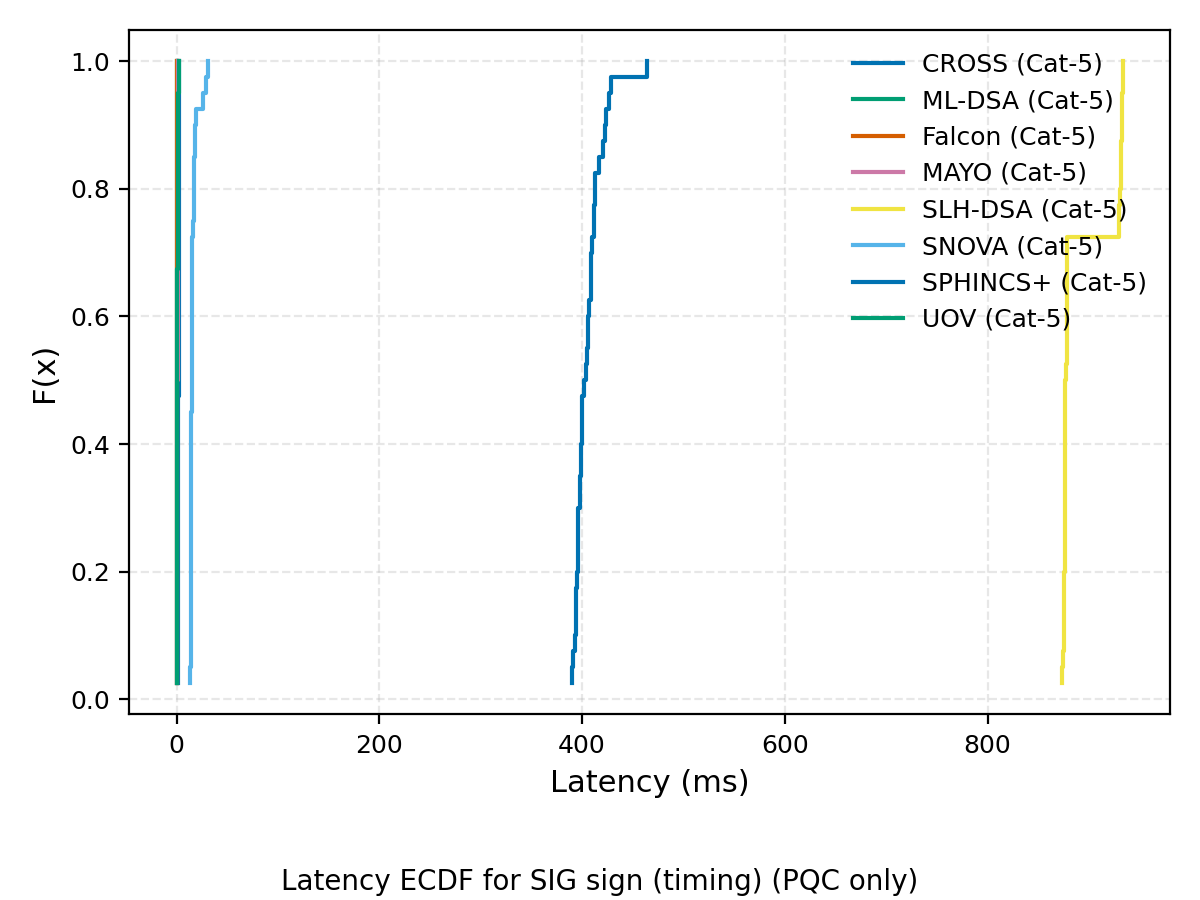 1.0
0.8
0.6
0.4
0.2
0.0
F(x)
CROSS (Cat-5)
ML-DSA (Cat-5)
Falcon (Cat-5)
MAYO (Cat-5)
SLH-DSA (Cat-5)
SNOVA (Cat-5)
SPHINCS+ (Cat-5)
UOV (Cat-5)
0 200 400 600 800
Latency (ms)
Latency ECDF for SIG sign (timing) (PQC only)